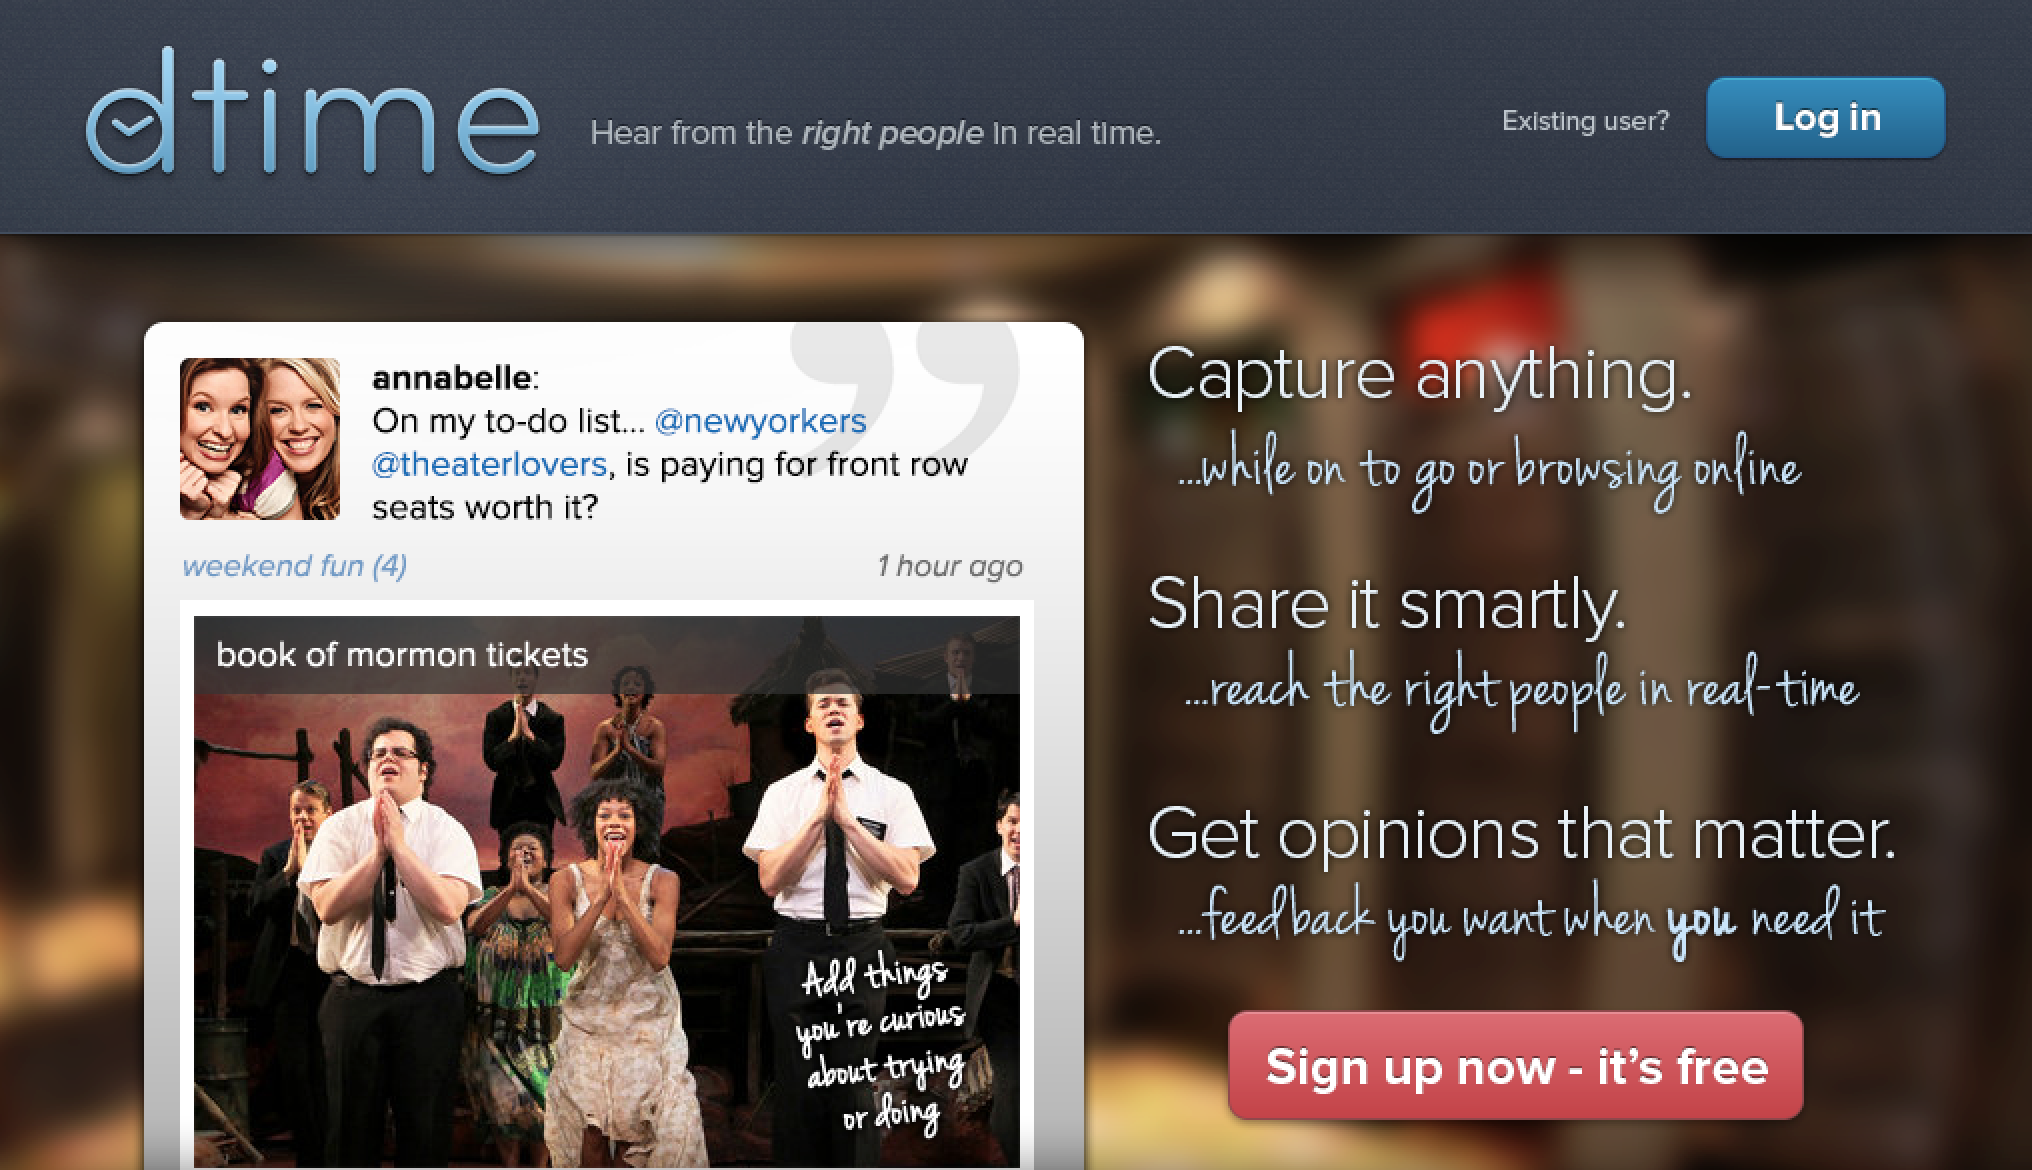 dtime
Hear from the right people in real time.
Existing user?
Log in
annabelle:
On my to-do list... @newyorkers
@theaterlovers, is paying for front row
seats worth it?
weekend fun (4)
1 hour ago
book of mormon tickets
Add things
you're curious
about trying
or doing
Capture anything.
...while on to go or browsing online
Share it smartly.
...reach the right people in real-time
Get opinions that matter.
...feedback you want when you need it
Sign up now - it's free